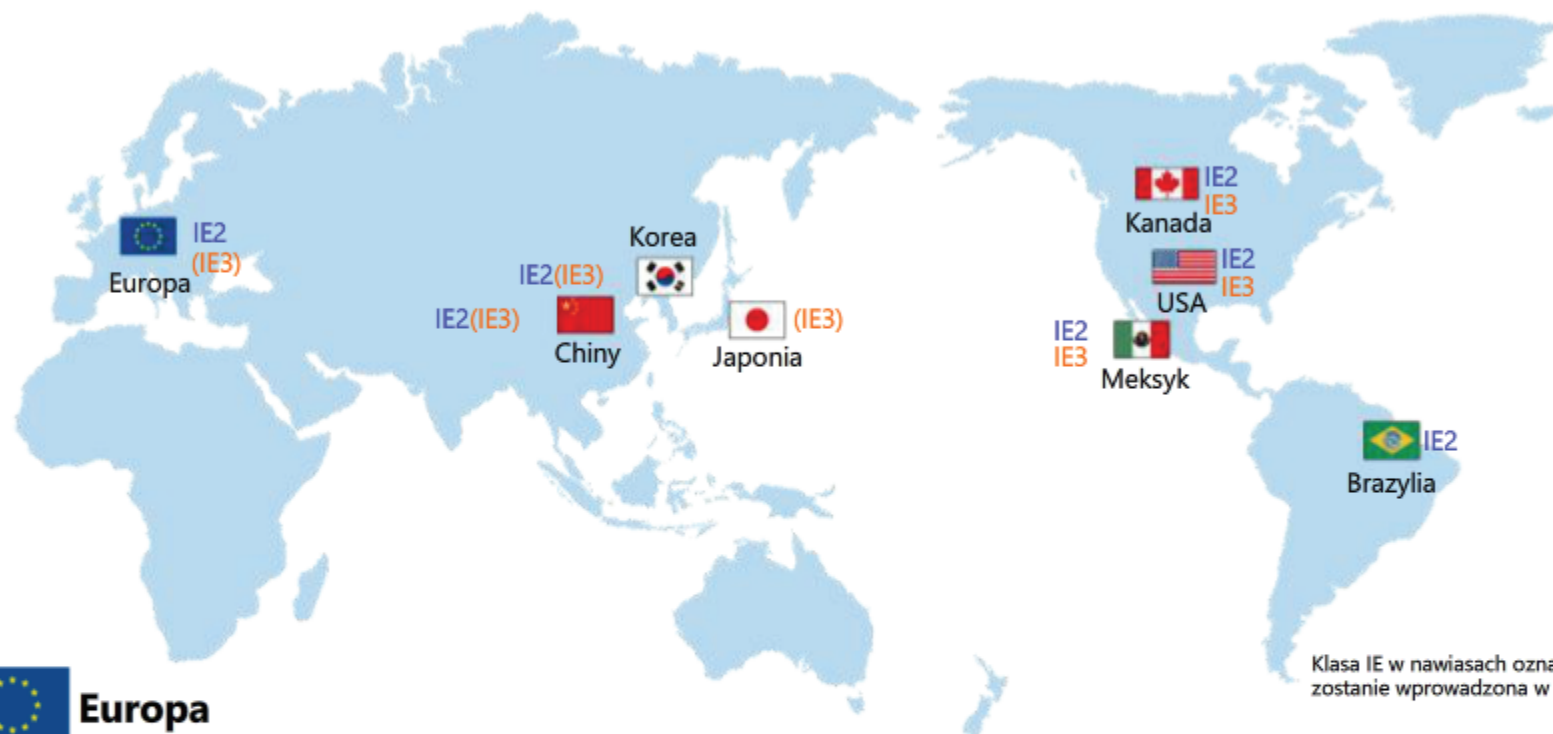 IE2
(IE3)
Europa
Korea
IE2(IE3)
IE2(IE3)
Chiny
(IE3)
Japonia
IE2
IE3
Kanada
IE2
IE3
USA
IE2
IE3
Meksyk
IE2
Brazylia
Klasa IE w nawiasach
zostanie wprowadzona w
Europa